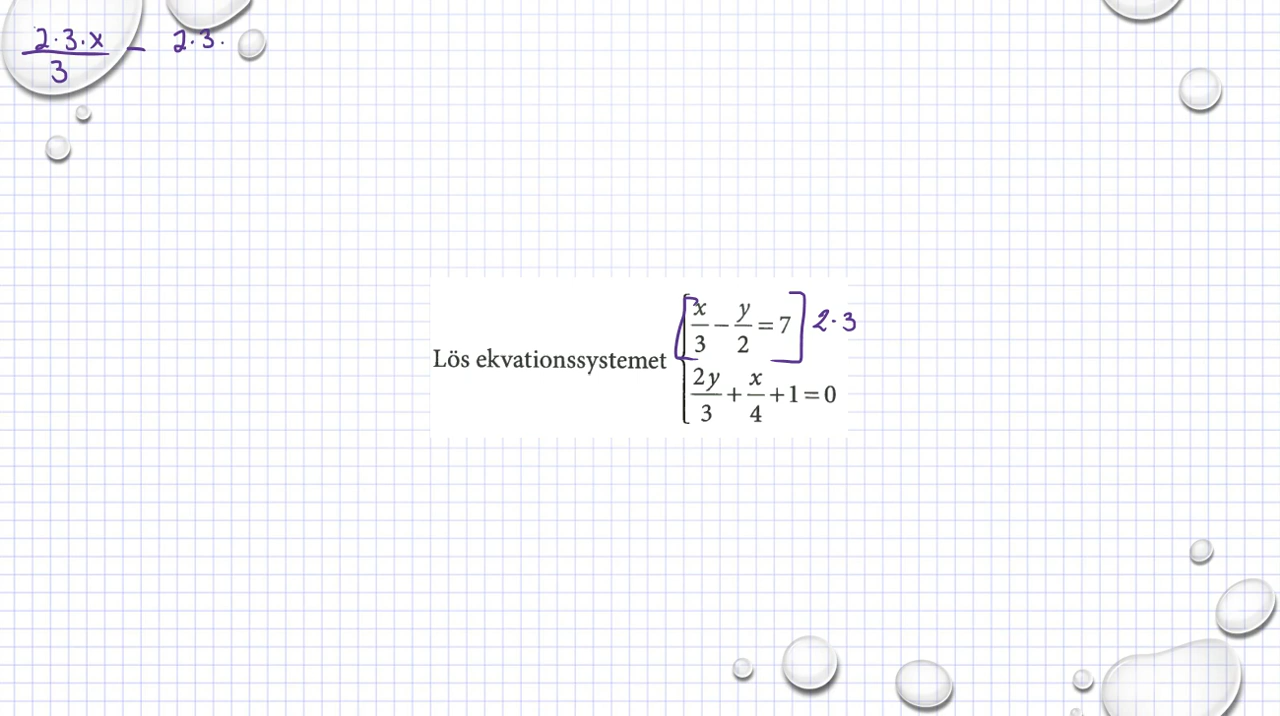 2·3·x/3 − 2·3·
Lös ekvationssystemet
[x/3 − y/2 = 7] 2·3
2y/3 + x/4 + 1 = 0